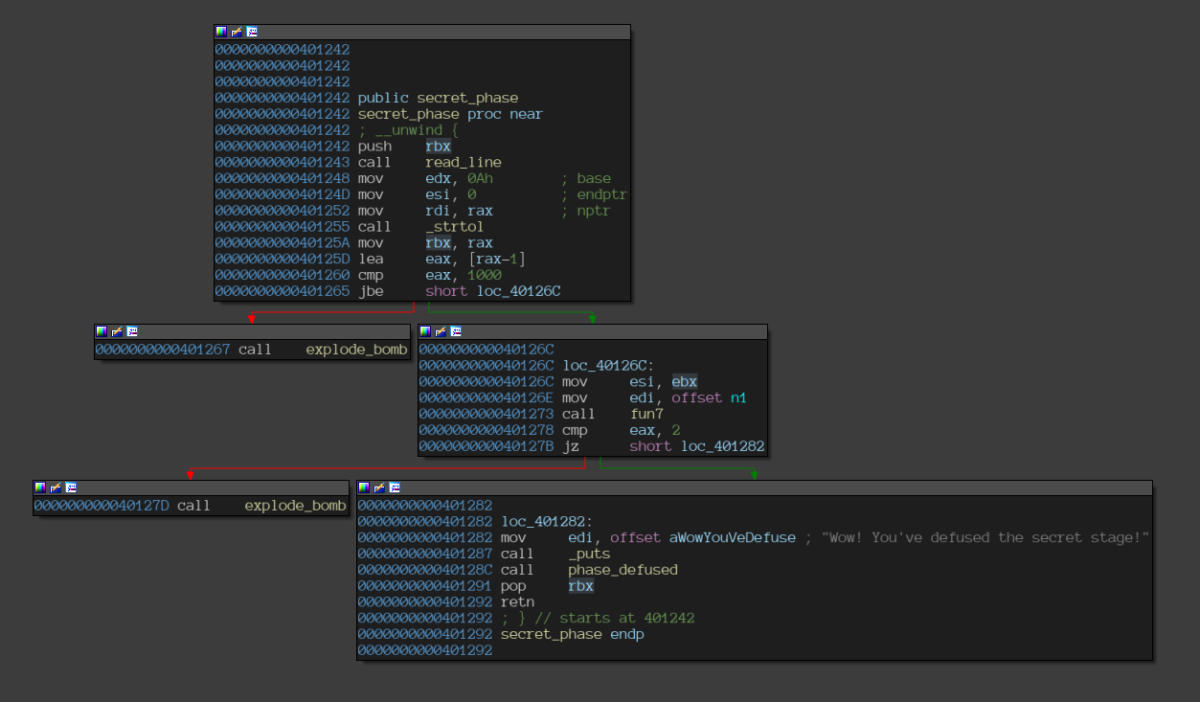 0000000000401242
0000000000401242
0000000000401242
0000000000401242 public secret_phase
0000000000401242 secret_phase proc near
0000000000401242 ; __unwind {
0000000000401242 push rbx
0000000000401243 call read_line
0000000000401248 mov edx, 0Ah ; base
000000000040124D mov esi, 0 ; endptr
0000000000401252 mov rdi, rax ; nptr
0000000000401255 call _strtol
000000000040125A mov rbx, rax
000000000040125D lea eax, [rax-1]
0000000000401260 cmp eax, 1000
0000000000401265 jbe short loc_40126C
0000000000401267 call explode_bomb
000000000040126C
000000000040126C loc_40126C:
000000000040126C mov esi, ebx
000000000040126E mov edi, offset n1
0000000000401273 call fun7
0000000000401278 cmp eax, 2
000000000040127B jz short loc_401282
000000000040127D call explode_bomb
0000000000401282
0000000000401282 loc_401282:
0000000000401282 mov edi, offset aWowYouVeDefuse ; "Wow! You've defused the secret stage!"
0000000000401287 call _puts
000000000040128C call phase_defused
0000000000401291 pop rbx
0000000000401292 retn
0000000000401292 ; } // starts at 401242
0000000000401292 secret_phase endp
0000000000401292